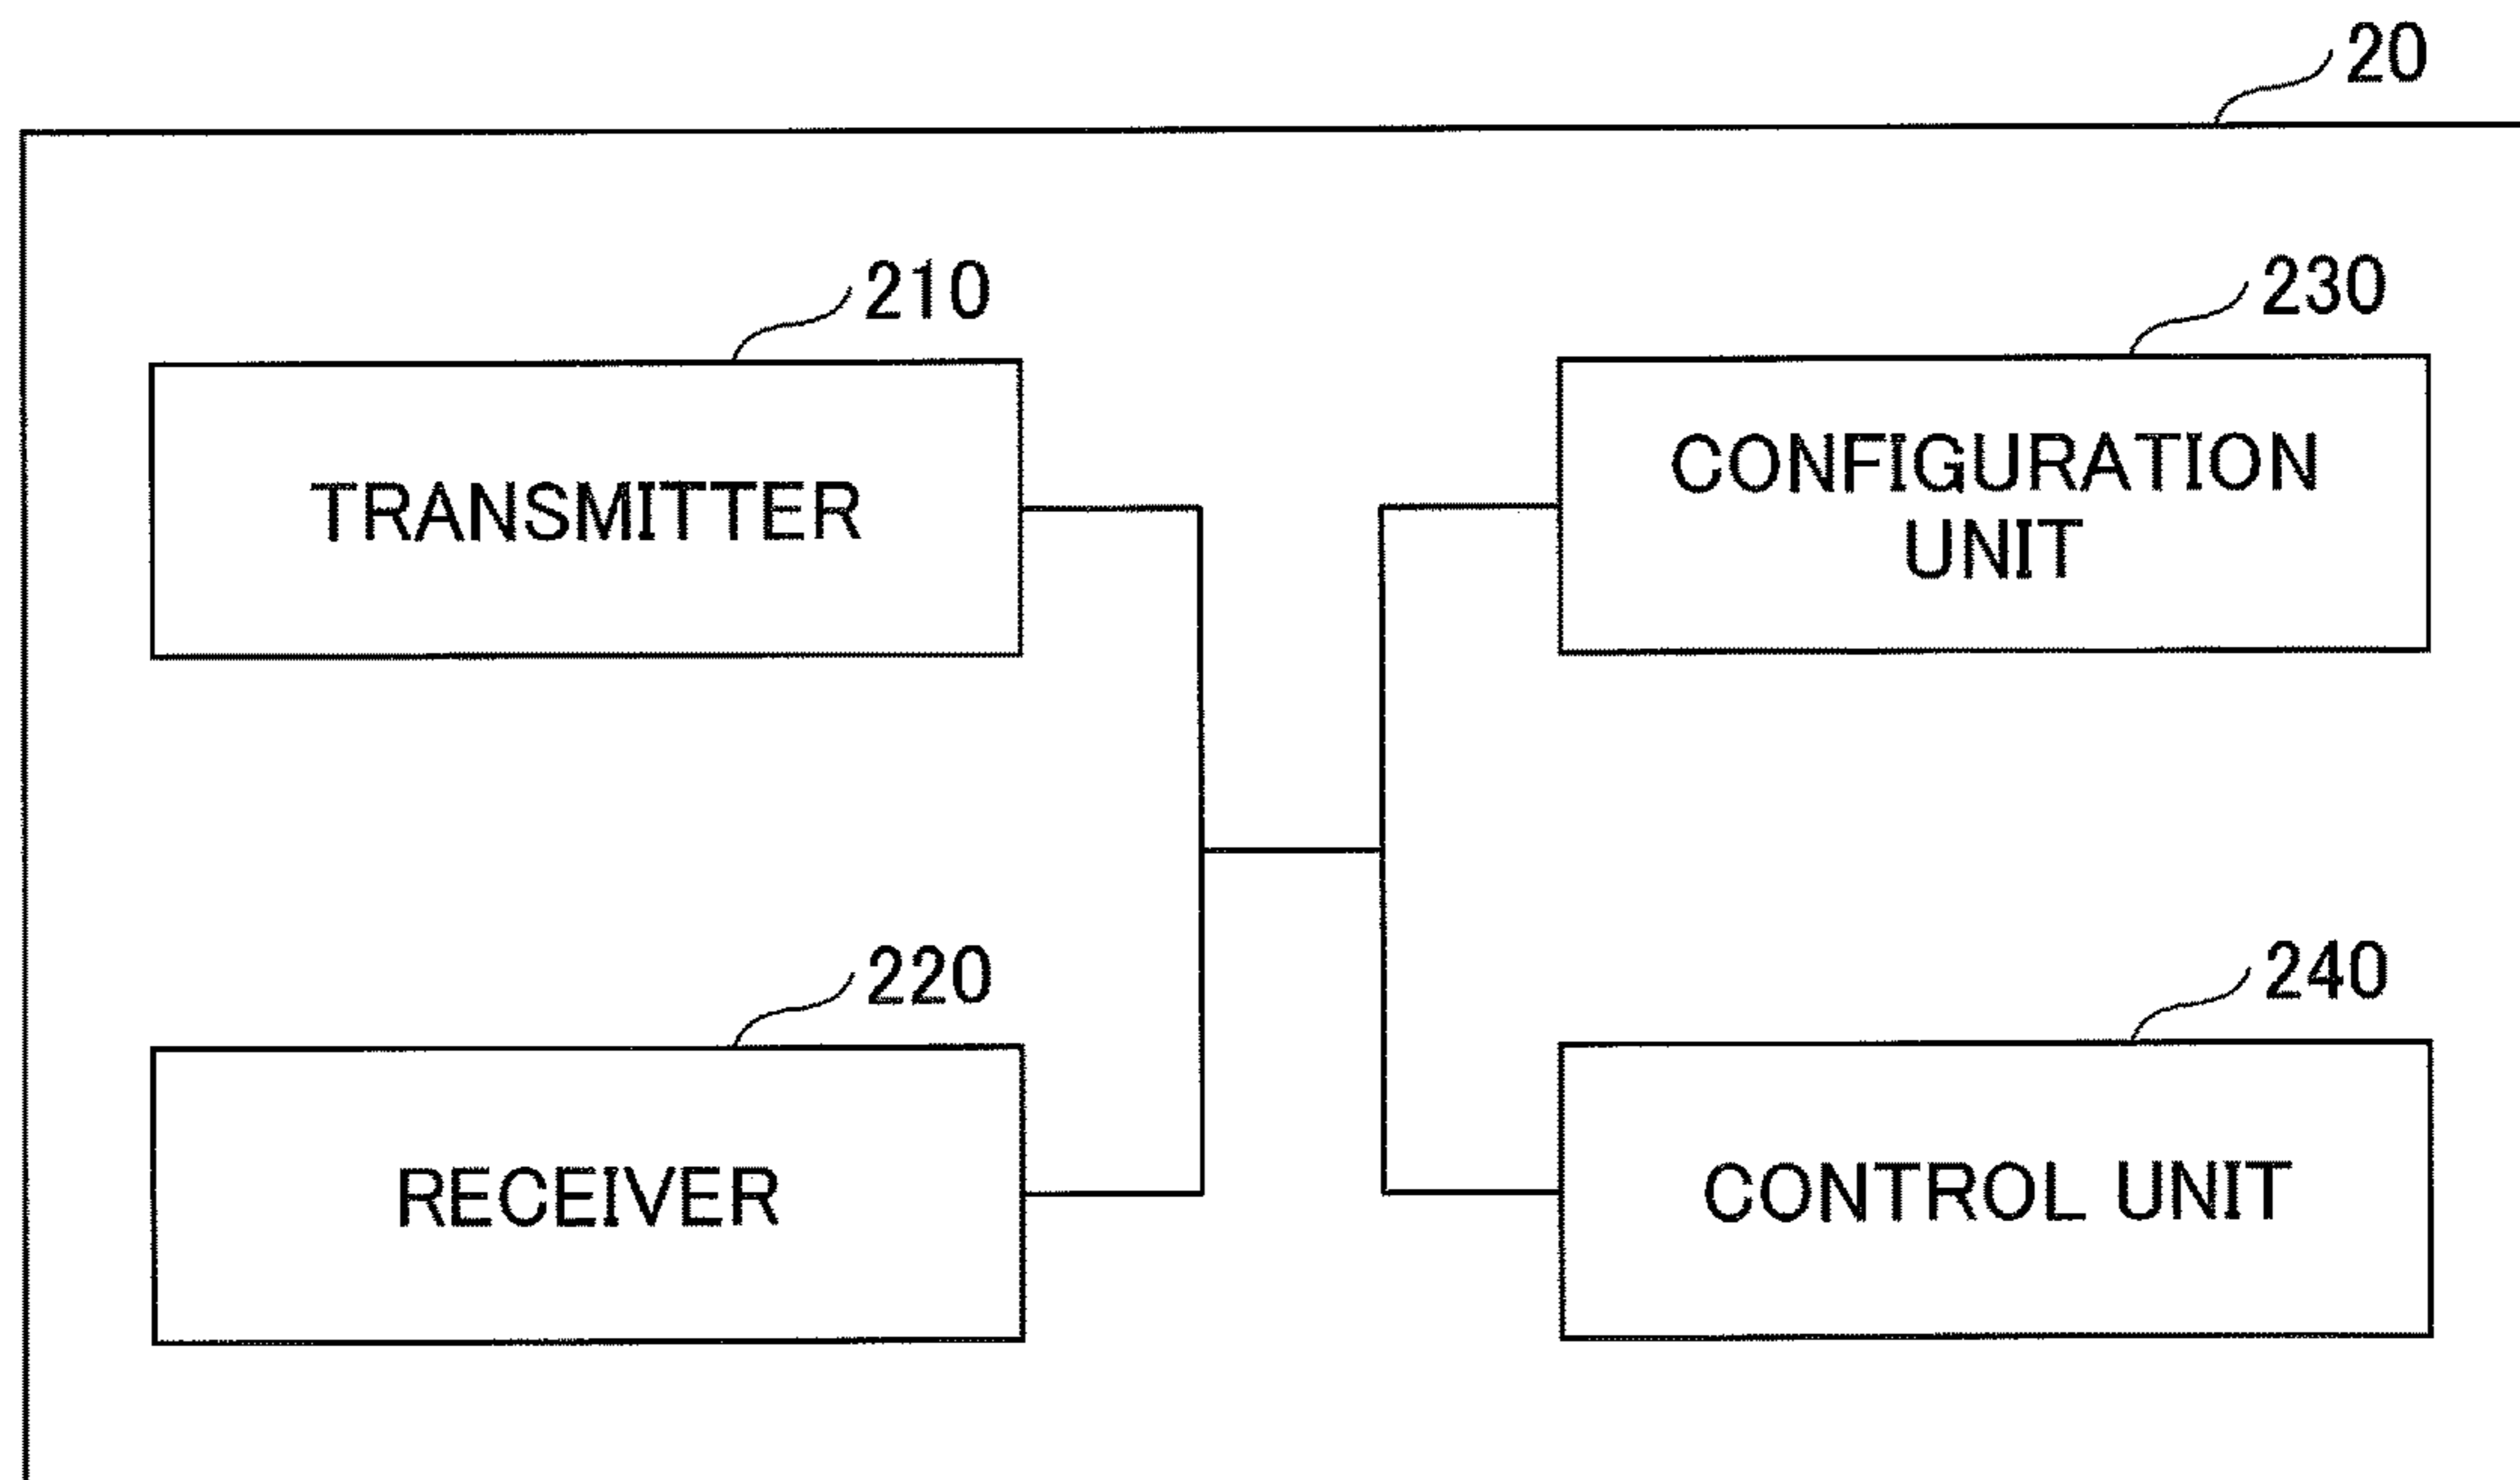 20
210
230
TRANSMITTER
CONFIGURATION
UNIT
220
240
RECEIVER
CONTROL UNIT